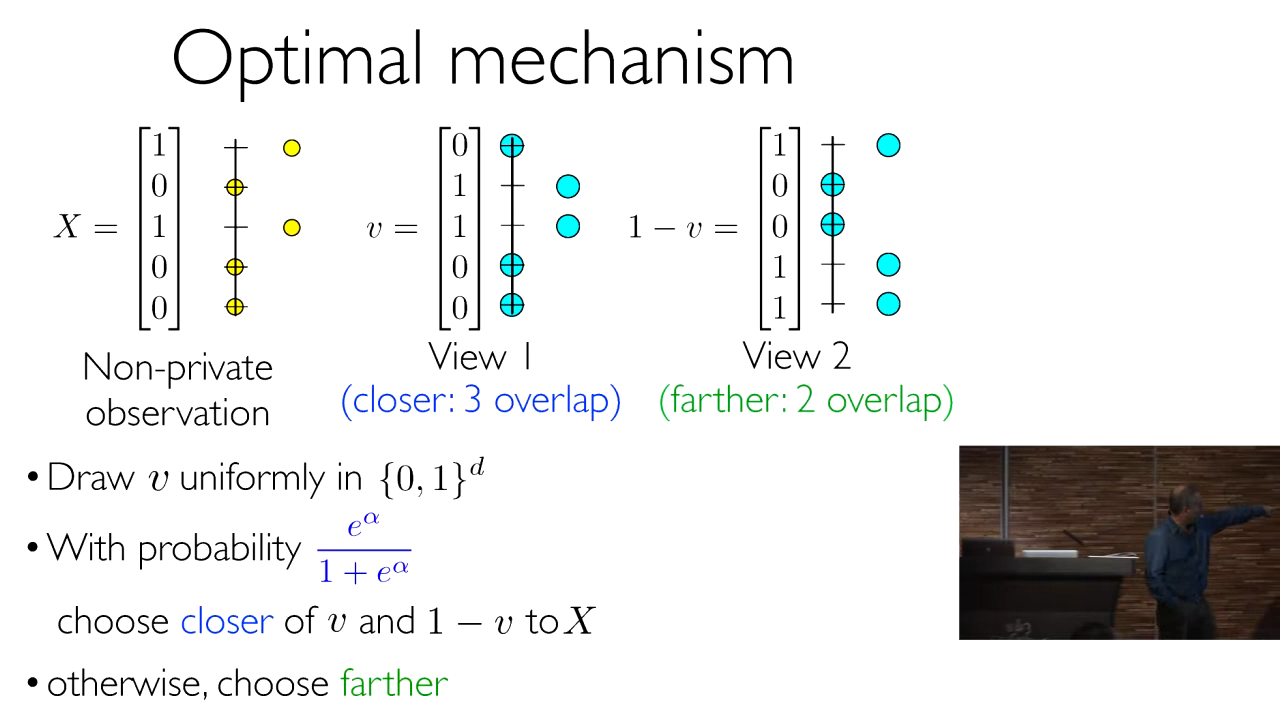 Optimal mechanism
X = [1 0 1 0 0]
v = [0 1 1 0 0]
1 − v = [1 0 0 1 1]
Non-private
observation
View 1
(closer: 3 overlap)
View 2
(farther: 2 overlap)
• Draw v uniformly in {0, 1}^d
• With probability e^α / (1 + e^α)
choose closer of v and 1 − v to X
• otherwise, choose farther